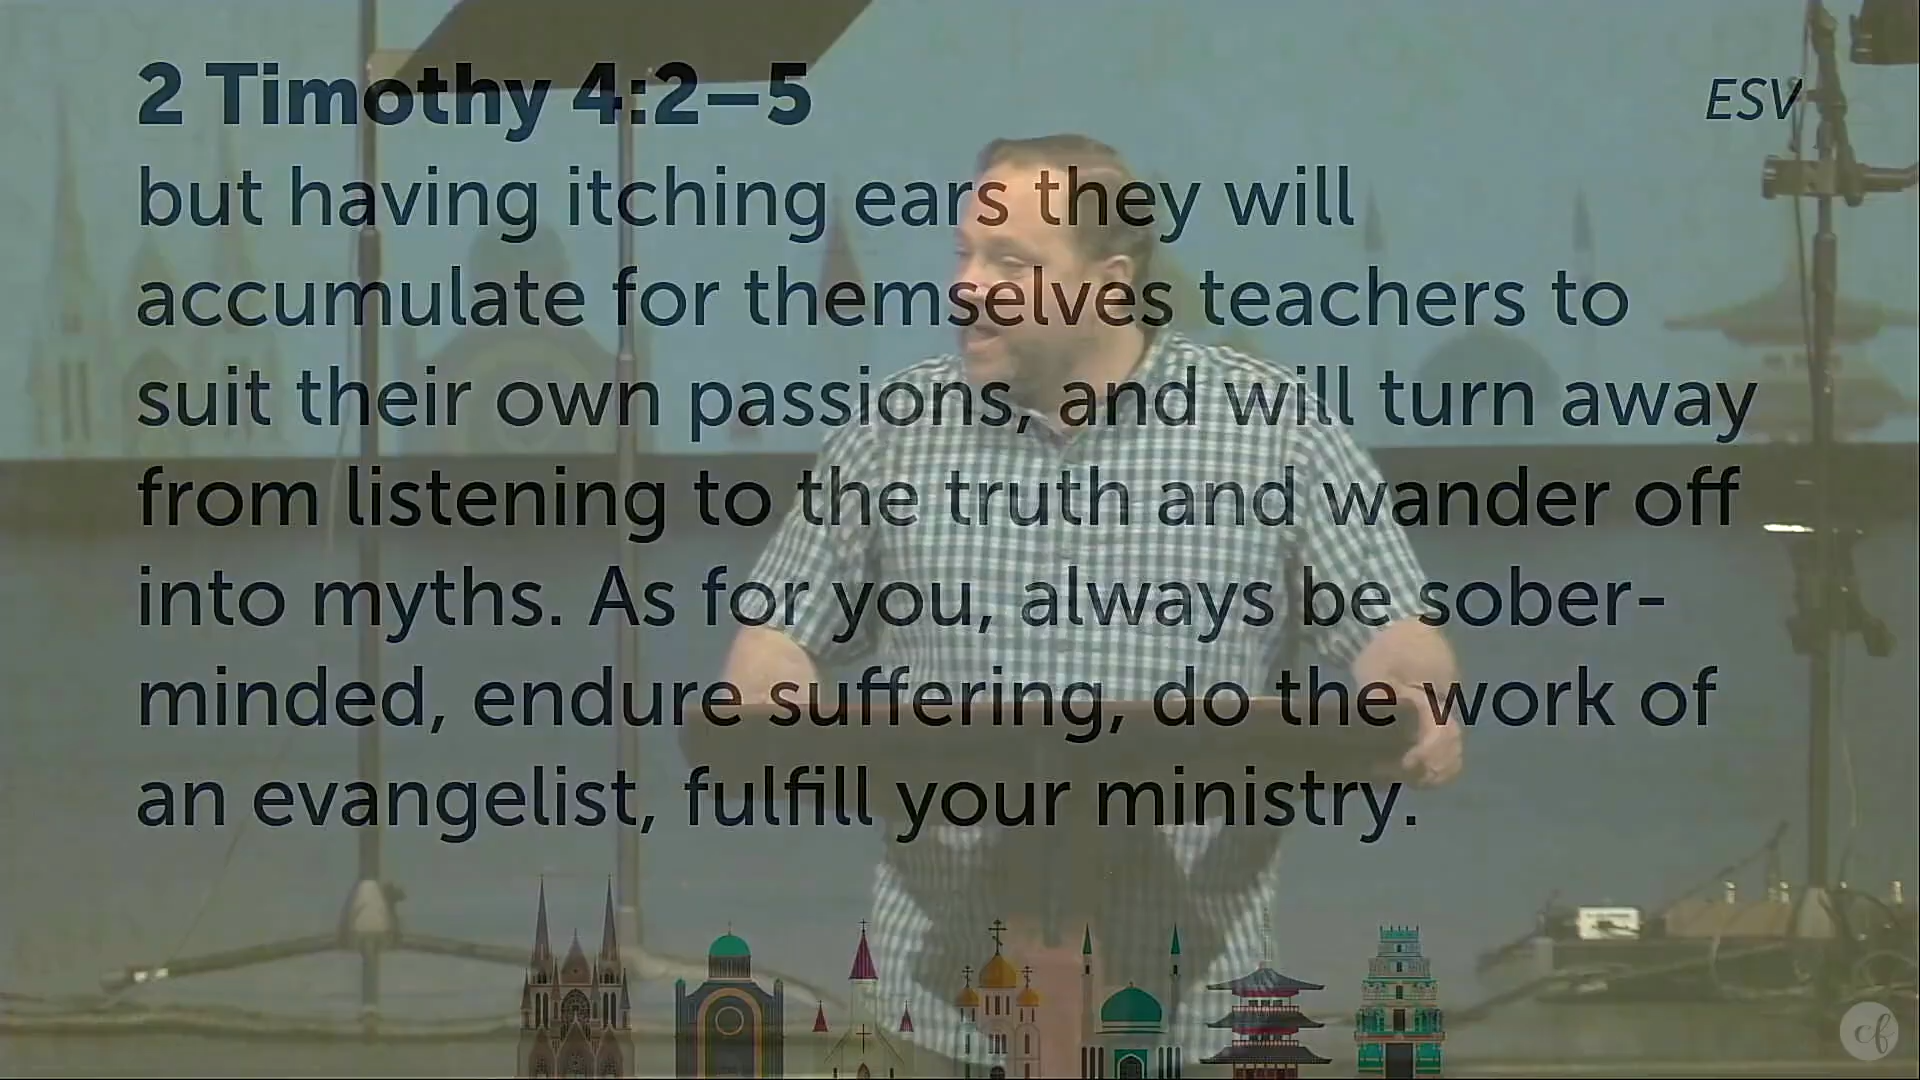 2 Timothy 4:2–5
ESV
but having itching ears they will
accumulate for themselves teachers to
suit their own passions, and will turn away
from listening to the truth and wander off
into myths. As for you, always be sober-
minded, endure suffering, do the work of
an evangelist, fulfill your ministry.
cf